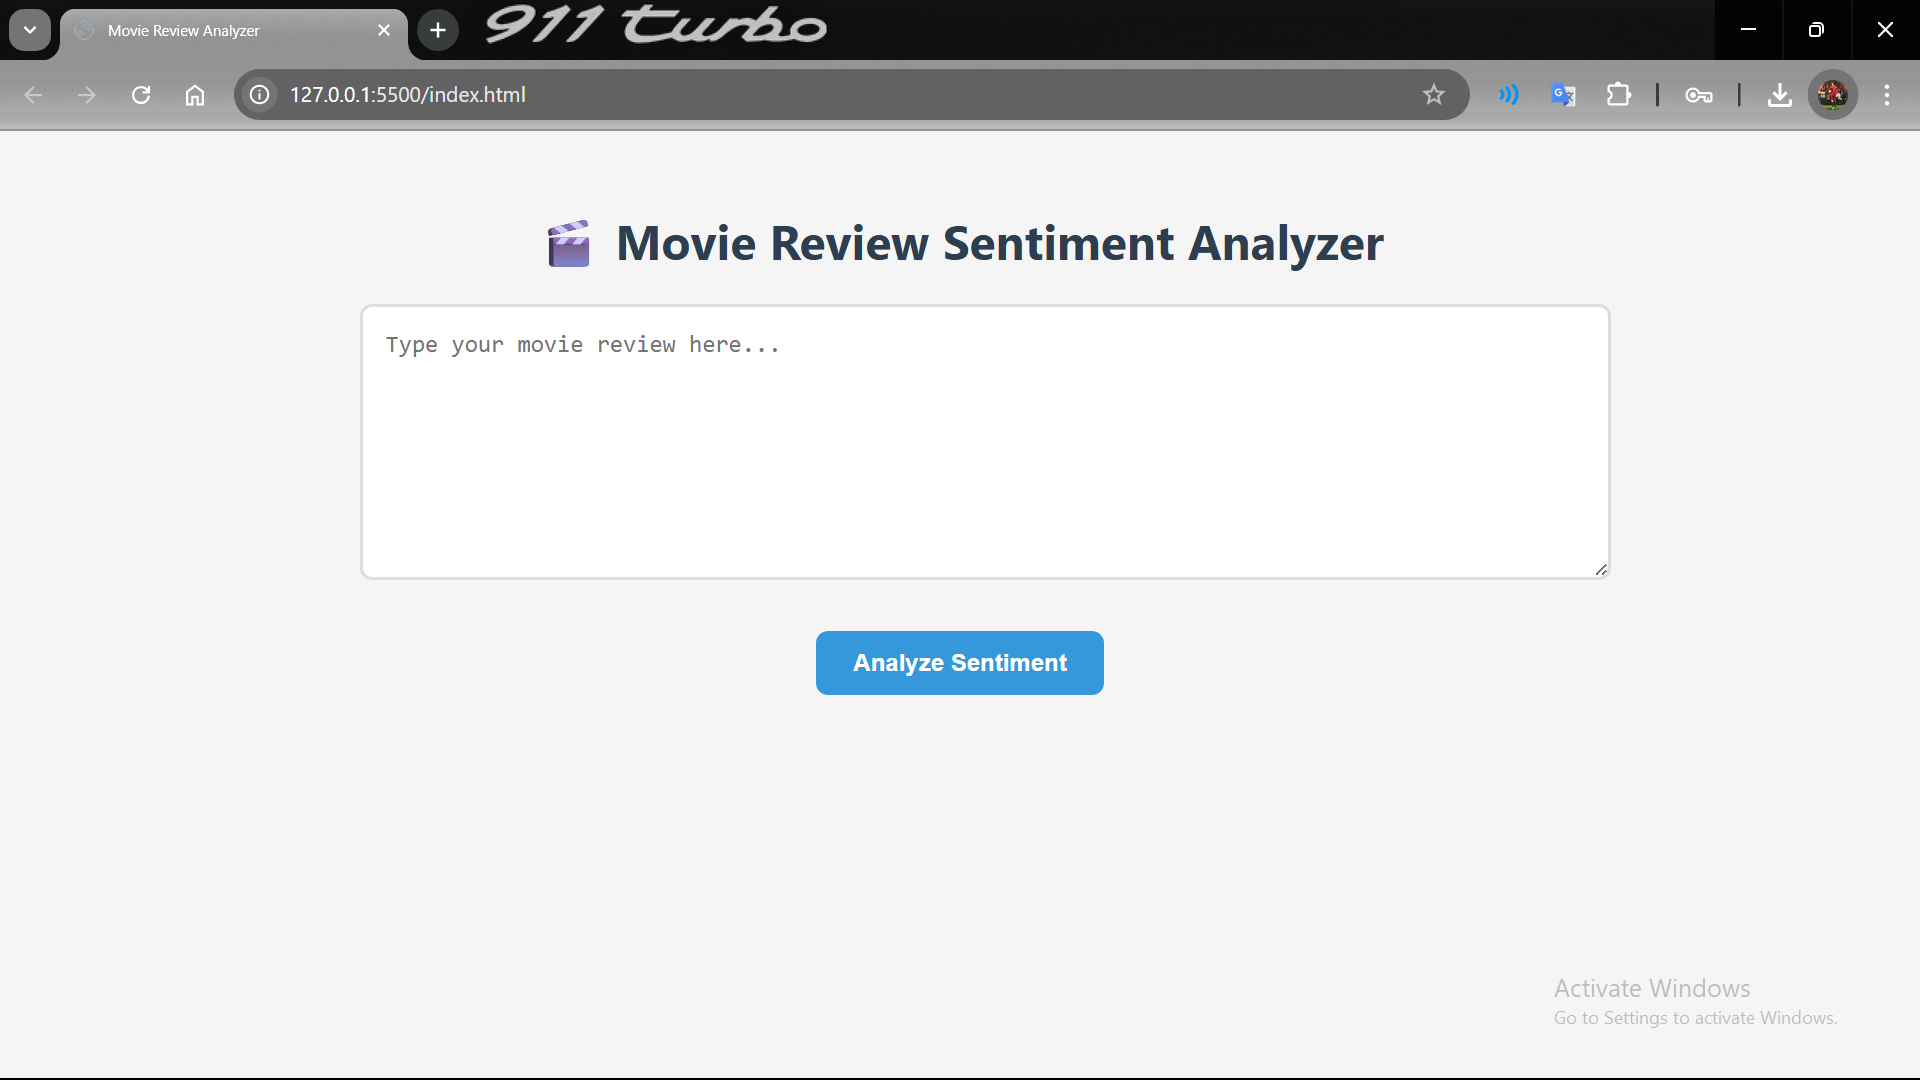 Movie Review Analyzer
911 turbo
127.0.0.1:5500/index.html
🎬 Movie Review Sentiment Analyzer
Type your movie review here...
Analyze Sentiment
Activate Windows
Go to Settings to activate Windows.